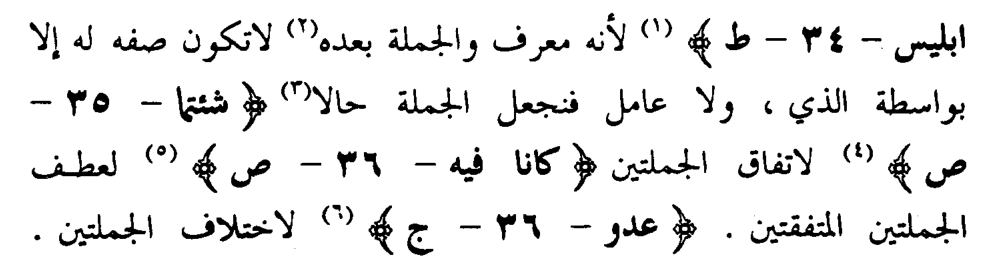 ابليس – ٣٤ – ط ﴾ (١) لأنه معرف والجملة بعده(٢) لاتكون صفه له إلا
بواسطة الذي ، ولا عامل فنجعل الجملة حالا(٣) ﴿ شئتما – ٣٥ –
ص ﴾ (٤) لاتفاق الجملتين ﴿ كانا فيه – ٣٦ – ص ﴾ (٥) لعطف
الجملتين المتفقتين . ﴿ عدو – ٣٦ – ج ﴾ (٦) لاختلاف الجملتين .